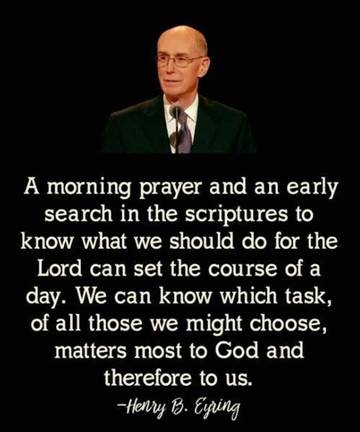 A morning prayer and an early
search in the scriptures to
know what we should do for the
Lord can set the course of a
day. We can know which task,
of all those we might choose,
matters most to God and
therefore to us.
-Henry B. Eyring